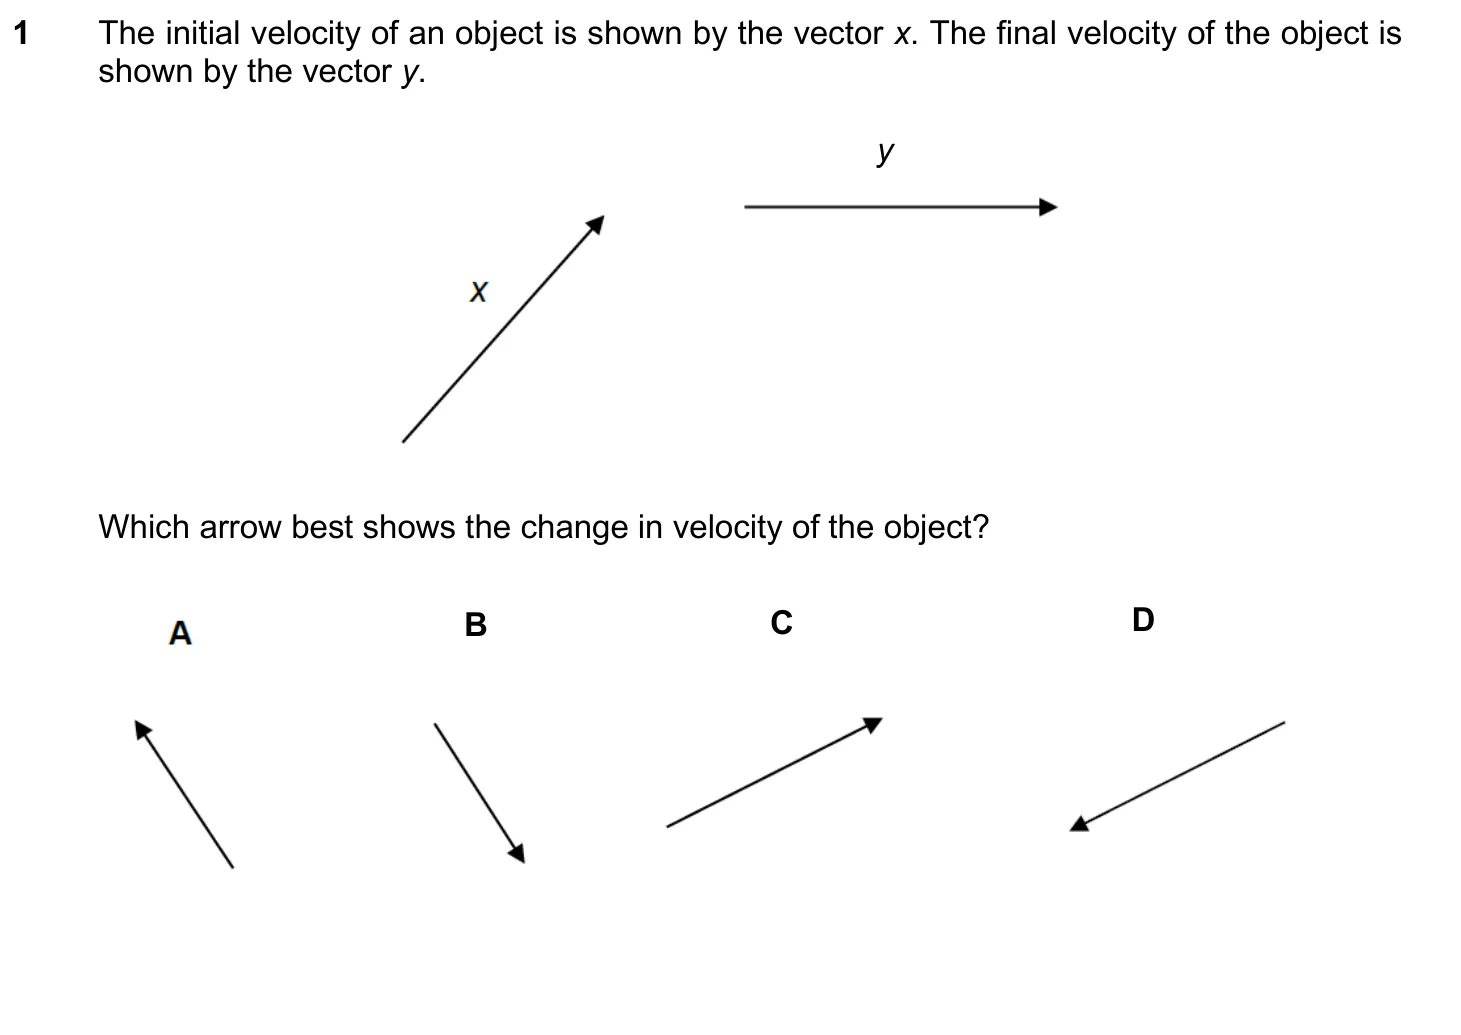 1 The initial velocity of an object is shown by the vector x. The final velocity of the object is
shown by the vector y.
y
x
Which arrow best shows the change in velocity of the object?
A B C D